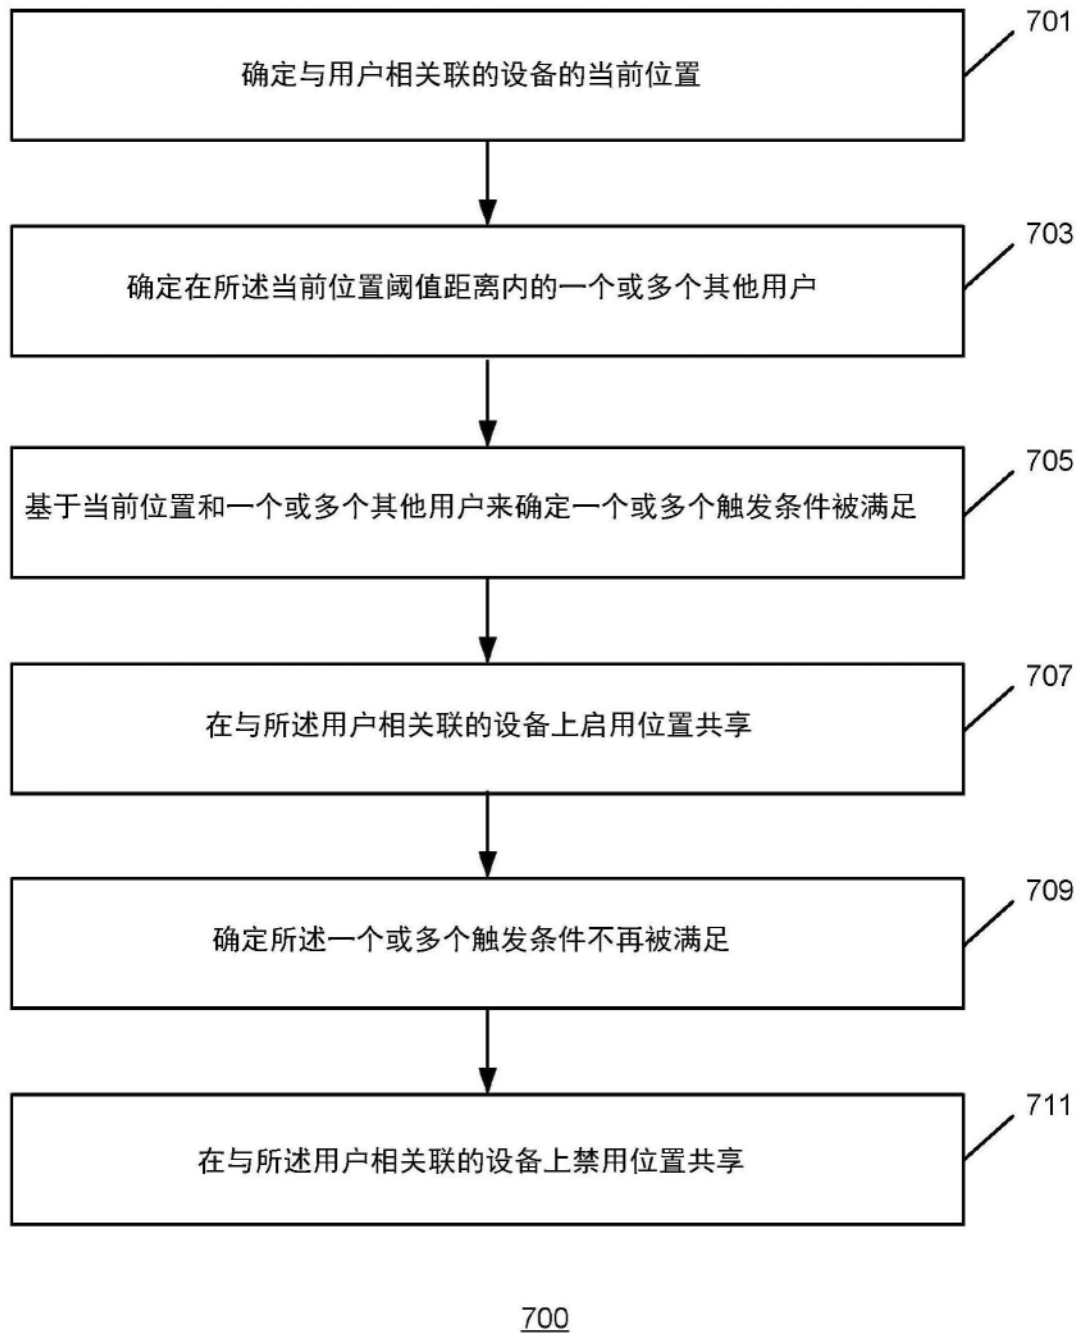 701
确定与用户相关联的设备的当前位置
703
确定在所述当前位置阈值距离内的一个或多个其他用户
705
基于当前位置和一个或多个其他用户来确定一个或多个触发条件被满足
707
在与所述用户相关联的设备上启用位置共享
709
确定所述一个或多个触发条件不再被满足
711
在与所述用户相关联的设备上禁用位置共享
700